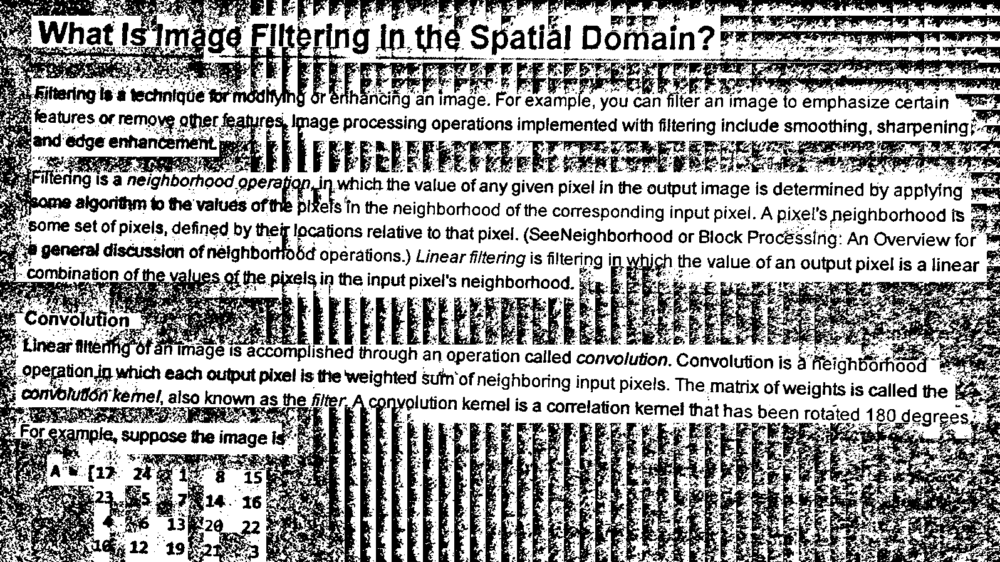 What Is Image Filtering in the Spatial Domain?
Filtering is a technique for modifying or enhancing an image. For example, you can filter an image to emphasize certain
features or remove other features. Image processing operations implemented with filtering include smoothing, sharpening,
and edge enhancement.
Filtering is a neighborhood operation, in which the value of any given pixel in the output image is determined by applying
some algorithm to the values of the pixels in the neighborhood of the corresponding input pixel. A pixel's neighborhood is
some set of pixels, defined by their locations relative to that pixel. (SeeNeighborhood or Block Processing: An Overview for
a general discussion of neighborhood operations.) Linear filtering is filtering in which the value of an output pixel is a linear
combination of the values of the pixels in the input pixel's neighborhood.
Convolution
Linear filtering of an image is accomplished through an operation called convolution. Convolution is a neighborhood
operation in which each output pixel is the weighted sum of neighboring input pixels. The matrix of weights is called the
convolution kernel, also known as the filter. A convolution kernel is a correlation kernel that has been rotated 180 degrees.
For example, suppose the image is
A = [17 24 1 8 15
23 5 7 14 16
4 6 13 20 22
10 12 19 21 3